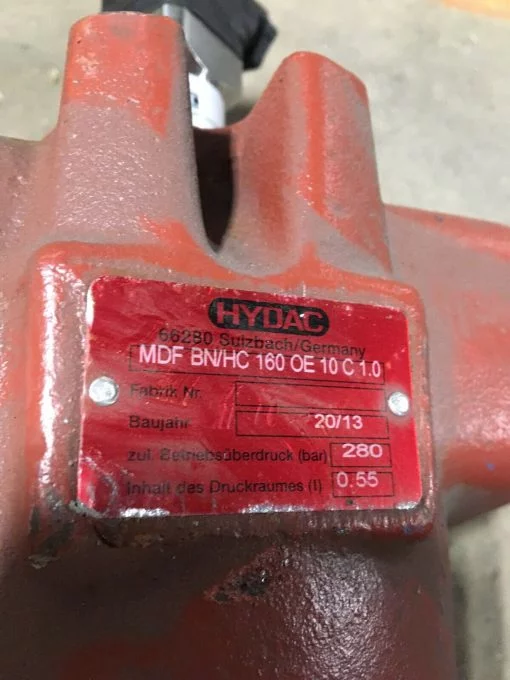 HYDAC
66280 Sulzbach/Germany
MDF BN/HC 160 OE 10 C 1.0
Fabrik Nr.
Baujahr 20/13
zul. Betriebsüberdruck (bar) 280
Inhalt des Druckraumes (l) 0.55